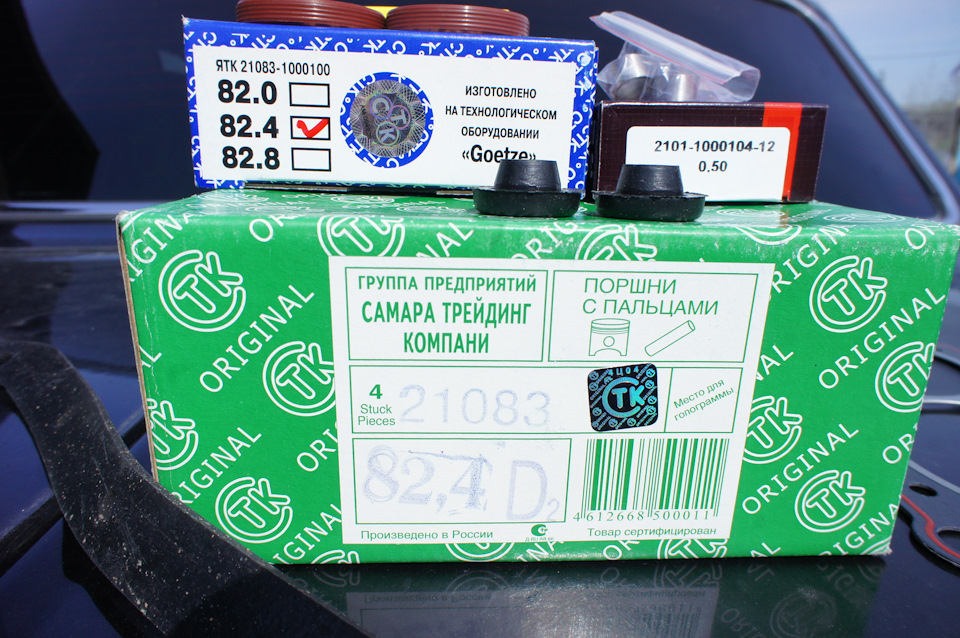 ЯТК 21083-1000100
82.0
82.4
82.8
ИЗГОТОВЛЕНО
НА ТЕХНОЛОГИЧЕСКОМ
ОБОРУДОВАНИИ
«Goetze»
2101-1000104-12
0.50
ORIGINAL
СТК
ГРУППА ПРЕДПРИЯТИЙ
САМАРА ТРЕЙДИНГ
КОМПАНИ
ПОРШНИ
С ПАЛЬЦАМИ
4
Stuck
Pieces
21083
СТК
Место для
голограммы
82,4 D2
4 612668 500011
Произведено в России
Товар сертифицирован